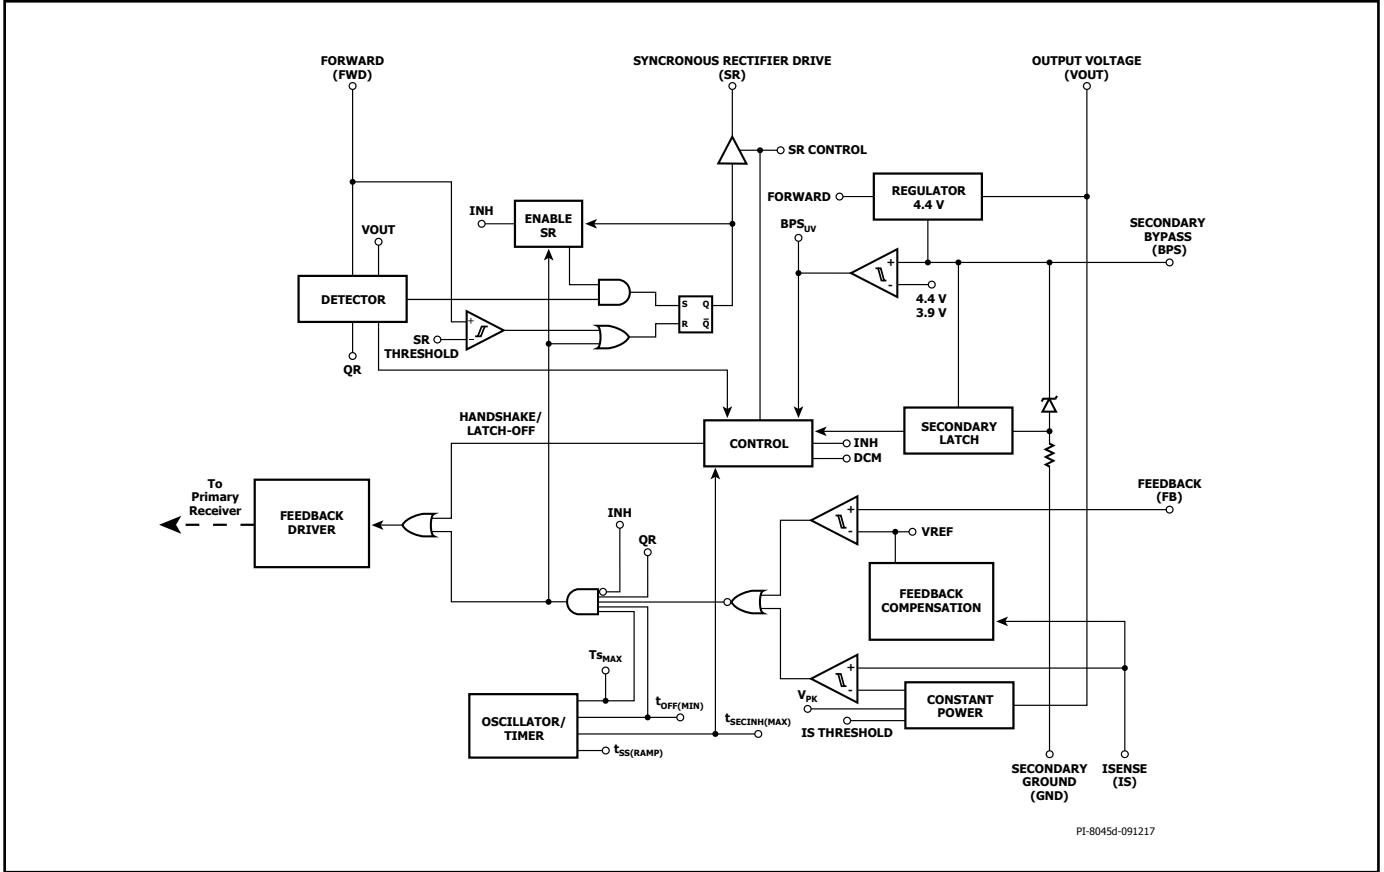 FORWARD
(FWD)
SYNCRONOUS RECTIFIER DRIVE
(SR)
OUTPUT VOLTAGE
(VOUT)
SR CONTROL
FORWARD
REGULATOR
4.4 V
INH
ENABLE
SR
BPSUV
SECONDARY
BYPASS
(BPS)
VOUT
DETECTOR
+
-
4.4 V
3.9 V
S
Q
R
Q̅
+
−
SR
THRESHOLD
QR
HANDSHAKE/
LATCH-OFF
CONTROL
SECONDARY
LATCH
INH
DCM
To
Primary
Receiver
FEEDBACK
DRIVER
FEEDBACK
(FB)
INH
QR
+
-
VREF
FEEDBACK
COMPENSATION
TsMAX
OSCILLATOR/
TIMER
tOFF(MIN)
tSECINH(MAX)
tSS(RAMP)
+
-
VPK
IS THRESHOLD
CONSTANT
POWER
SECONDARY
GROUND
(GND)
ISENSE
(IS)
PI-8045d-091217